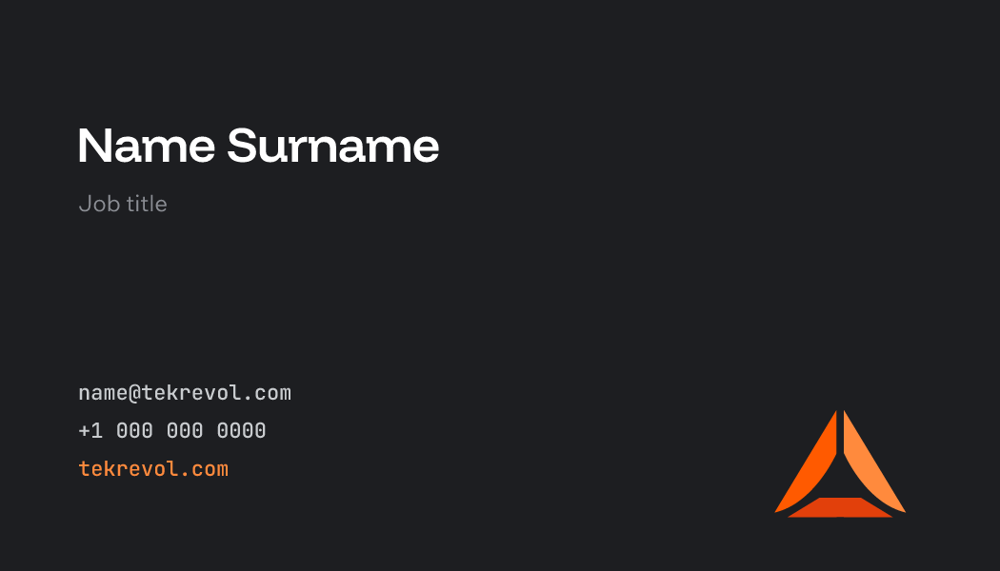 Name Surname
Job title
name@tekrevol.com
+1 000 000 0000
tekrevol.com